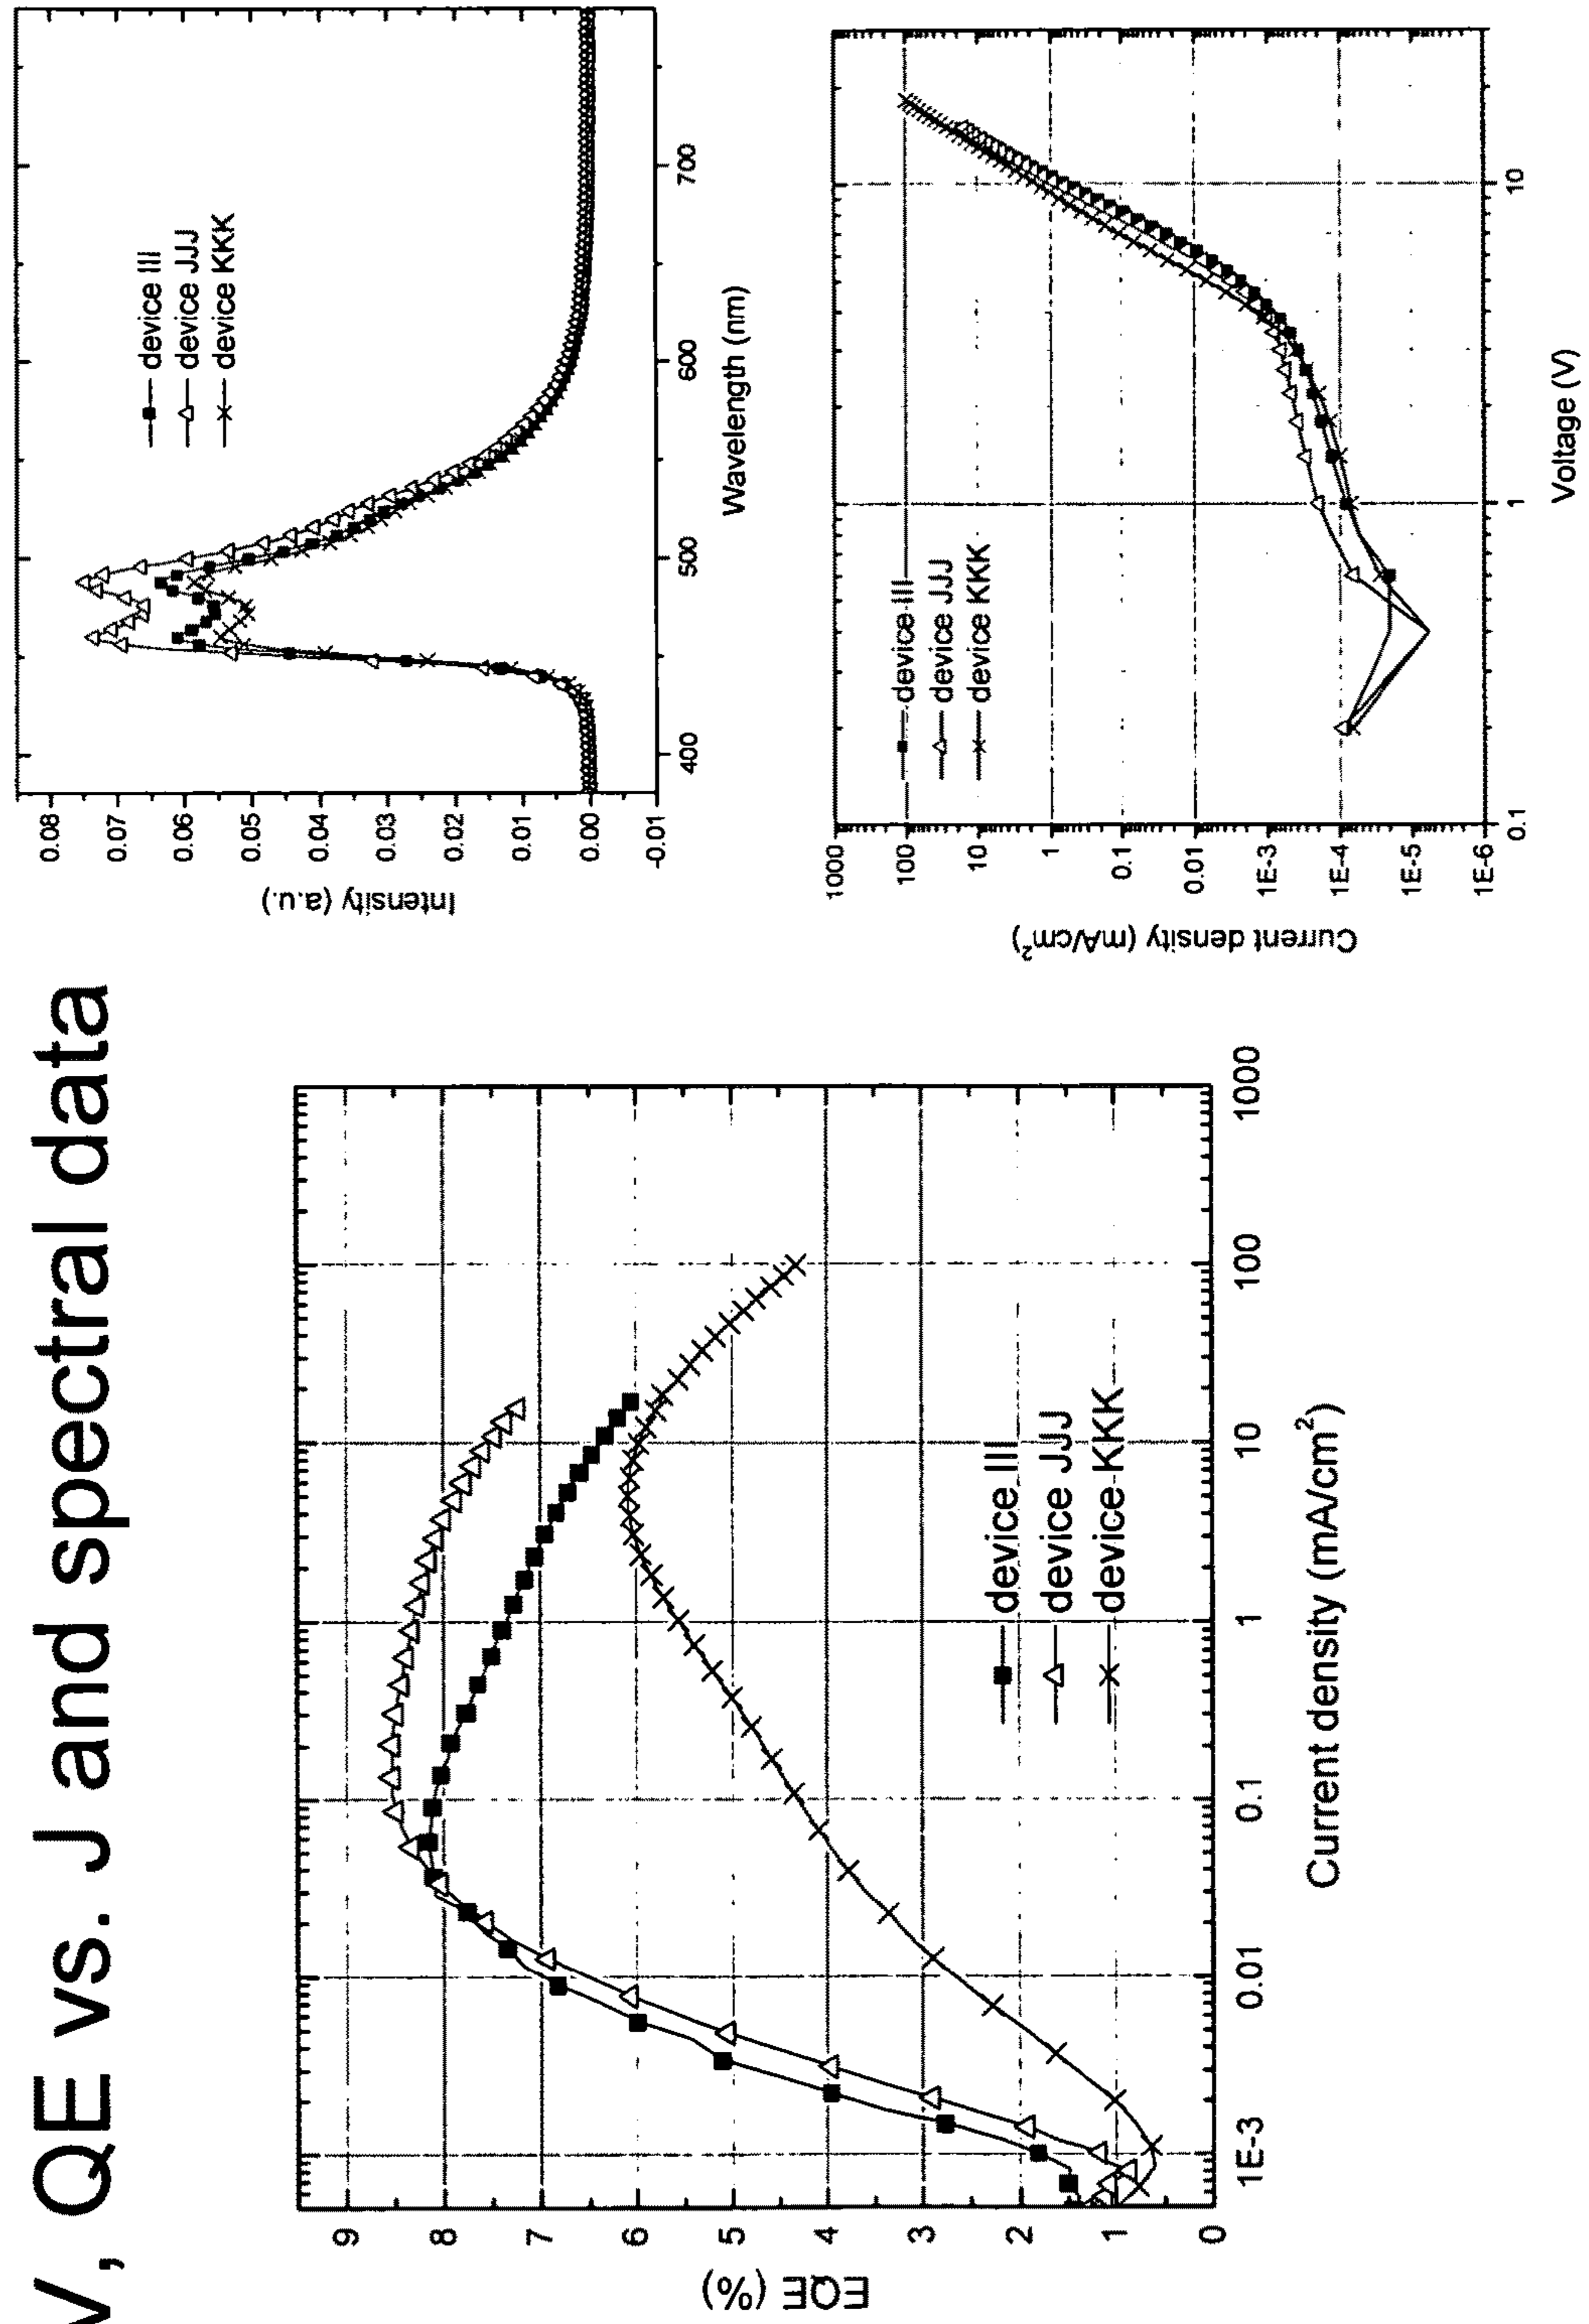 V, QE vs. J and spectral data
EQE (%)
9
8
7
6
5
4
3
2
1
0
1E-3
0.01
0.1
1
10
100
1000
Current density (mA/cm²)
device III
device JJJ
device KKK
Intensity (a.u.)
0.08
0.07
0.06
0.05
0.04
0.03
0.02
0.01
0.00
-0.01
400
500
600
700
Wavelength (nm)
device III
device JJJ
device KKK
Current density (mA/cm²)
1000
100
10
1
0.1
0.01
1E-3
1E-4
1E-5
1E-6
0.1
1
10
Voltage (V)
device III
device JJJ
device KKK